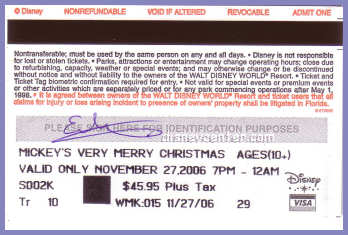 © Disney NONREFUNDABLE VOID IF ALTERED REVOCABLE ADMIT ONE
Nontransferable; must be used by the same person on any and all days. • Disney is not responsible
for lost or stolen tickets. • Parks, attractions or entertainment may change operating hours; close
due to refurbishing, capacity, weather or special events; and may otherwise change or be discontinued
without notice and without liability to the owners of the WALT DISNEY WORLD® Resort. • Ticket and
Ticket Tag biometric confirmation required for entry. • Not valid for special events or premium events
or other activities which are separately priced or for any park commencing operations after May 1,
1998. • It is agreed between owners of the WALT DISNEY WORLD® Resort and ticket users that all
claims for injury or loss arising incident to presence at owners' property shall be litigated in Florida.
PLEASE SIGN HERE FOR IDENTIFICATION PURPOSES
MICKEY'S VERY MERRY CHRISTMAS AGES(10+)
VALID ONLY NOVEMBER 27,2006 7PM - 12AM
S002K $45.95 Plus Tax
Disney
VISA
Tr 10 WMK:015 11/27/06 29